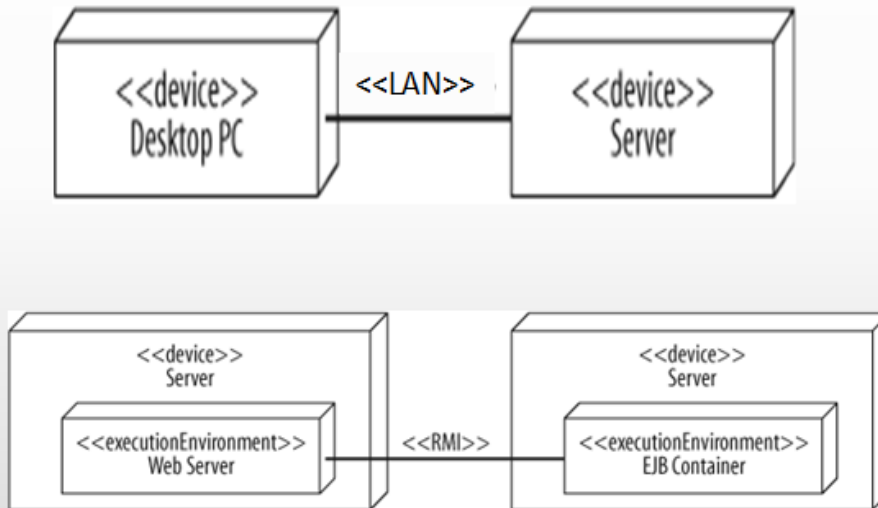 <<device>>
Desktop PC
<<LAN>>
<<device>>
Server
<<device>>
Server
<<executionEnvironment>>
Web Server
<<RMI>>
<<device>>
Server
<<executionEnvironment>>
EJB Container